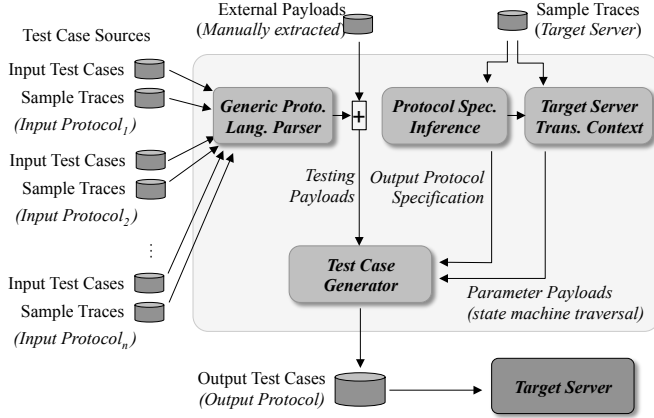 External Payloads
(Manually extracted)
Sample Traces
(Target Server)
Test Case Sources
Input Test Cases
Sample Traces
(Input Protocol1)
Input Test Cases
Sample Traces
(Input Protocol2)
...
Input Test Cases
Sample Traces
(Input Protocoln)
Generic Proto.
Lang. Parser
+
Protocol Spec.
Inference
Target Server
Trans. Context
Testing
Payloads
Output Protocol
Specification
Test Case
Generator
Parameter Payloads
(state machine traversal)
Output Test Cases
(Output Protocol)
Target Server